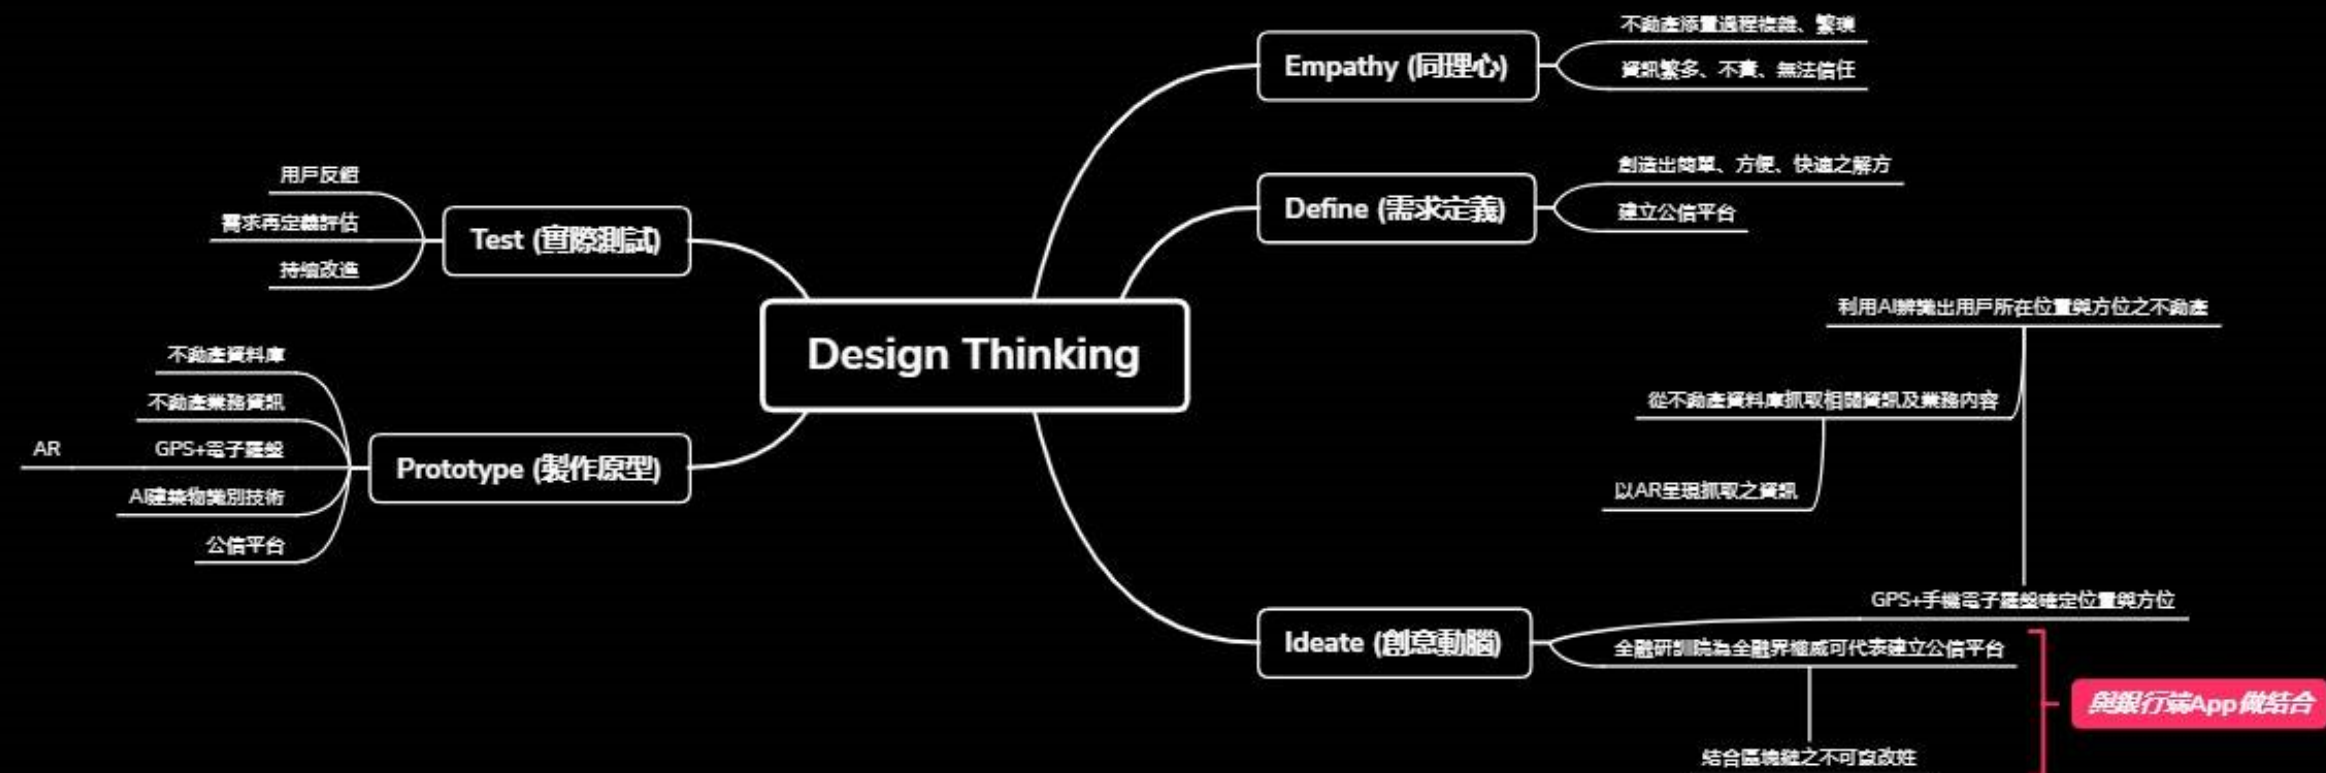 Design Thinking
Empathy (同理心)
不動產添置過程複雜、繁瑣
資訊繁多、不實、無法信任
Define (需求定義)
創造出簡單、方便、快速之解方
建立公信平台
Ideate (創意動腦)
利用AI辨識出用戶所在位置與方位之不動產
從不動產資料庫抓取相關資訊及業務內容
以AR呈現抓取之資訊
GPS+手機電子羅盤確定位置與方位
金融研訓院為金融界權威可代表建立公信平台
結合區塊鏈之不可竄改性
與銀行端App做結合
Prototype (製作原型)
不動產資料庫
不動產業務資訊
GPS+電子羅盤
AR
AI建築物識別技術
公信平台
Test (實際測試)
用戶反饋
需求再定義評估
持續改進